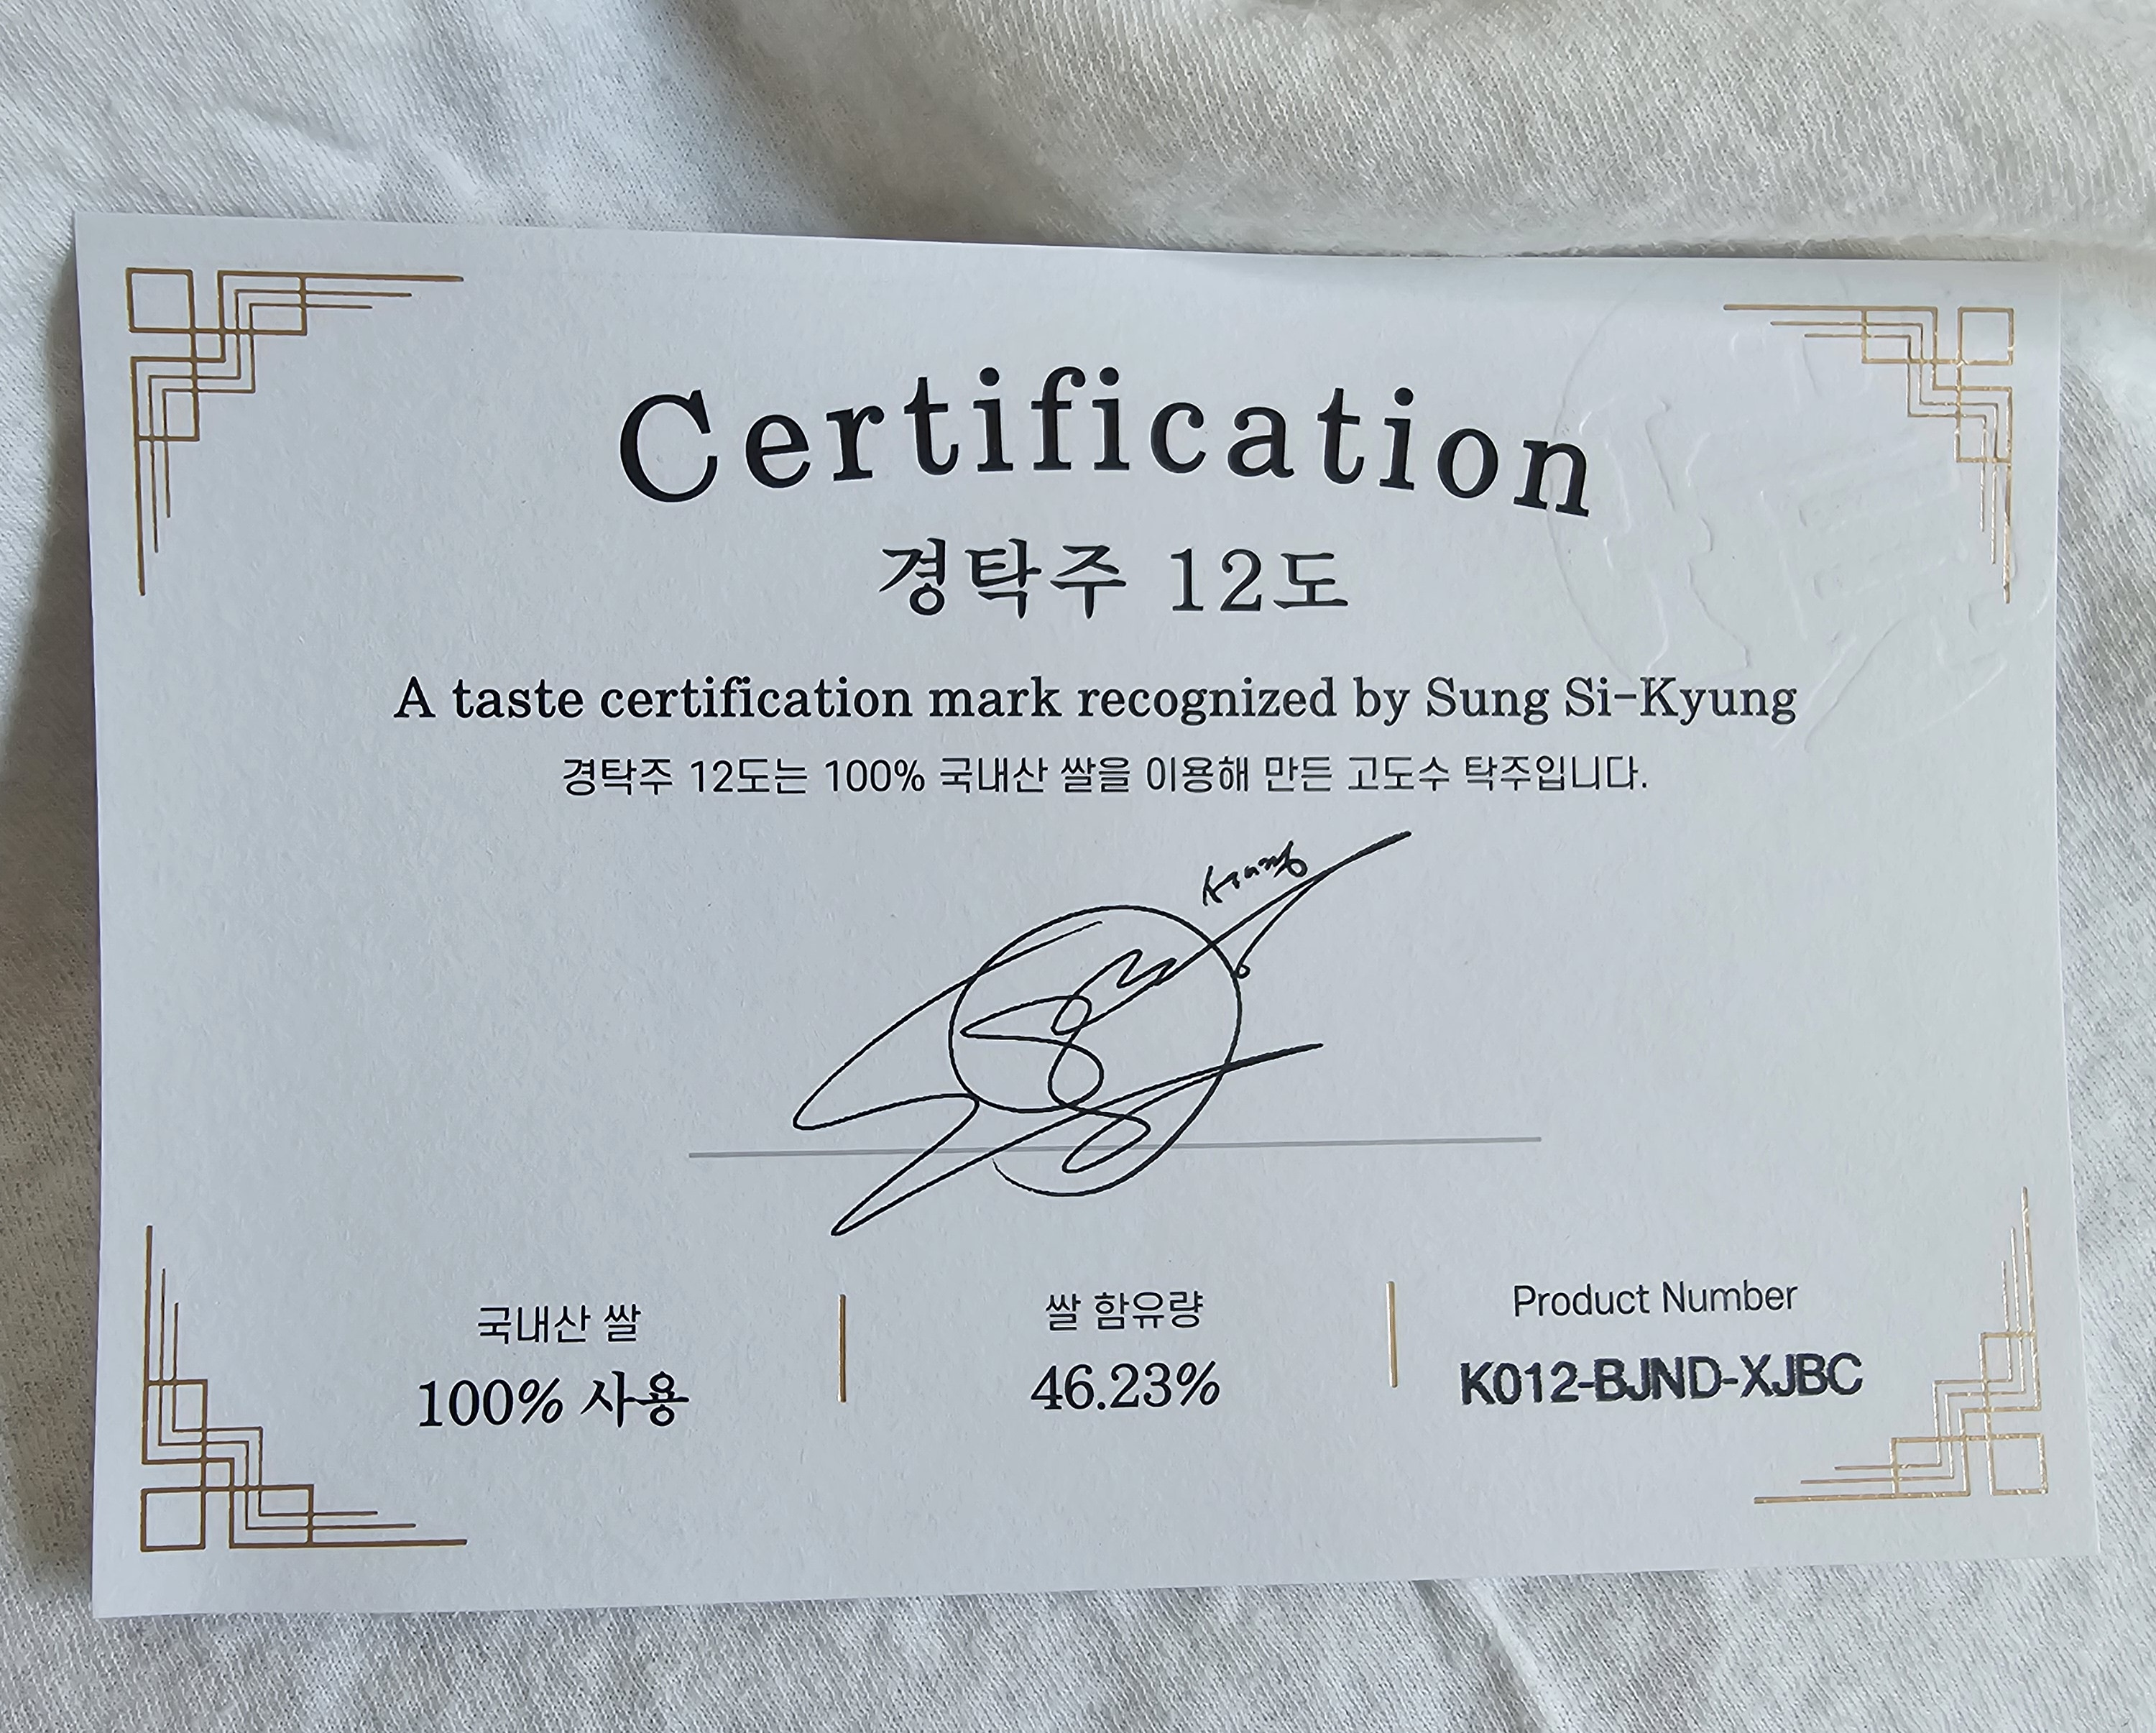 Certification
경탁주 12도
A taste certification mark recognized by Sung Si-Kyung
경탁주 12도는 100% 국내산 쌀을 이용해 만든 고도수 탁주입니다.
국내산 쌀
100% 사용
쌀 함유량
46.23%
Product Number
K012-BJND-XJBC